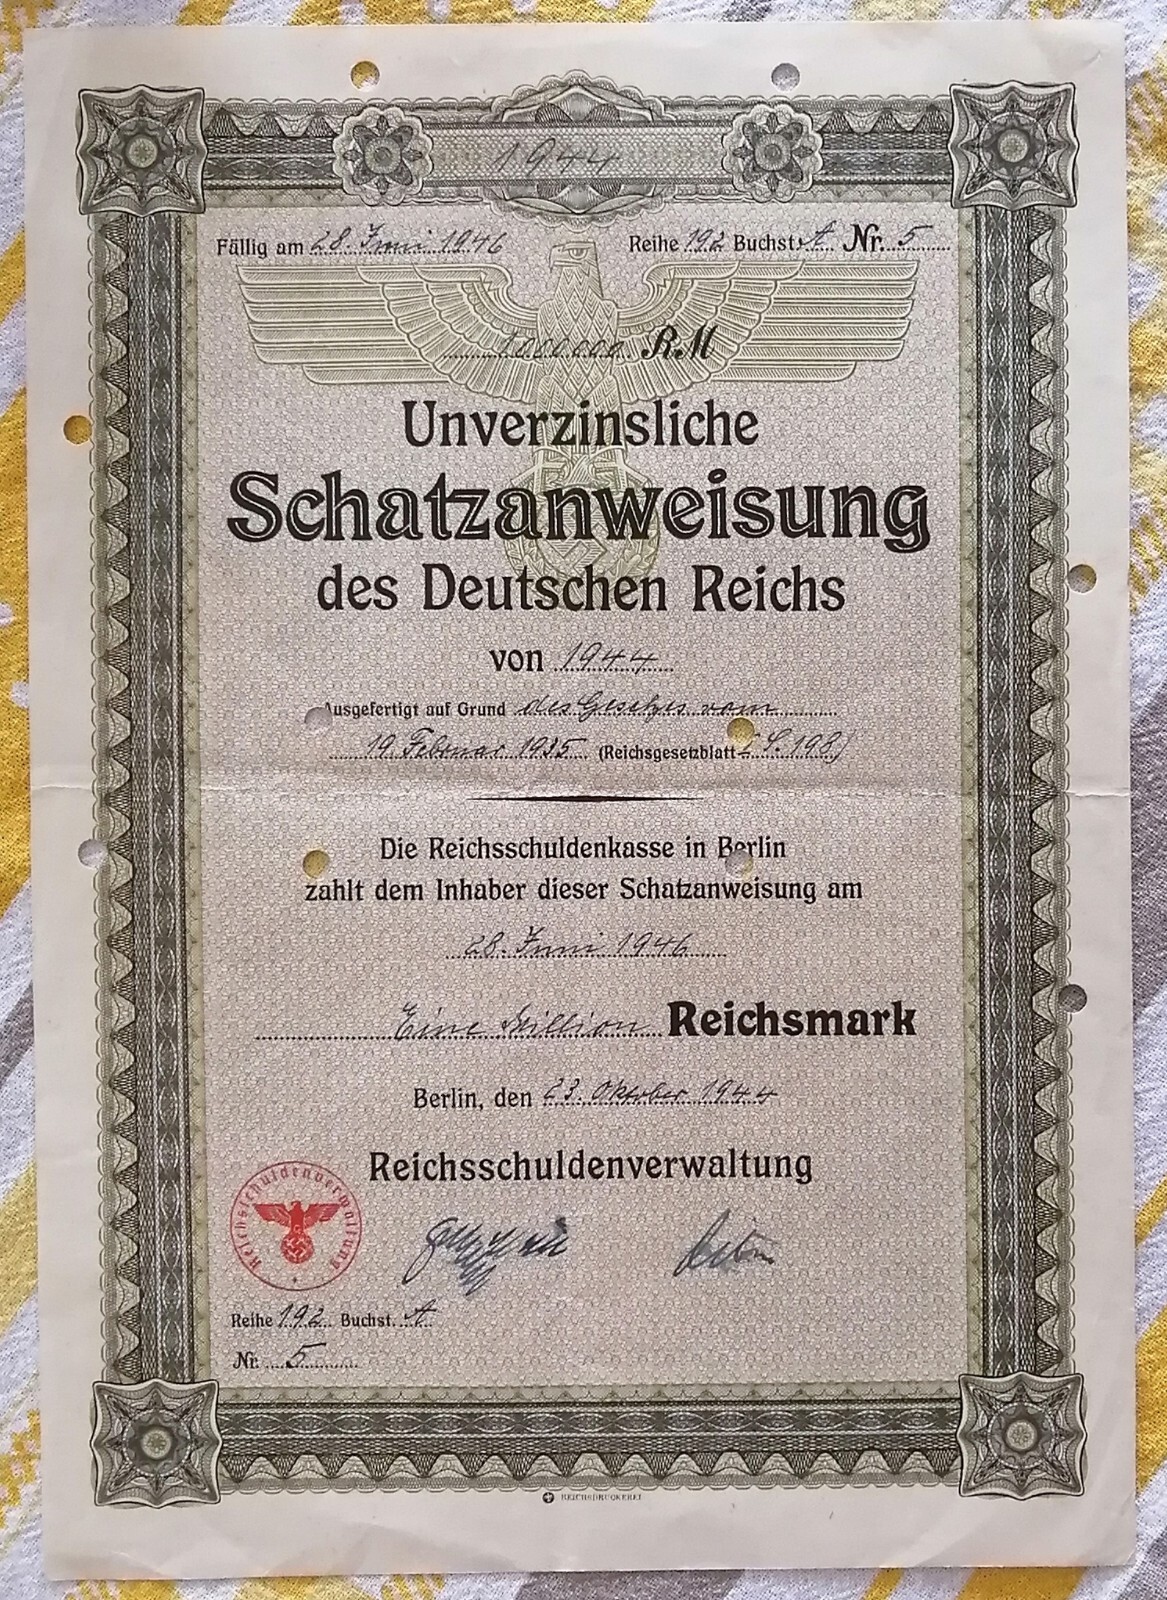 1944
Fällig am 28. Juni 1946 Reihe 192 Buchst. A Nr. 5
1000000 RM
Unverzinsliche
Schatzanweisung
des Deutschen Reichs
von 1944
Ausgefertigt auf Grund des Gesetzes vom
19. Februar 1935 (Reichsgesetzblatt S. 198)
Die Reichsschuldenkasse in Berlin
zahlt dem Inhaber dieser Schatzanweisung am
28. Juni 1946
Eine Million Reichsmark
Berlin, den 23. Oktober 1944
Reichsschuldenverwaltung
Reichsschuldenverwaltung
Reihe 192 Buchst. A
Nr. 5
REICHSDRUCKEREI